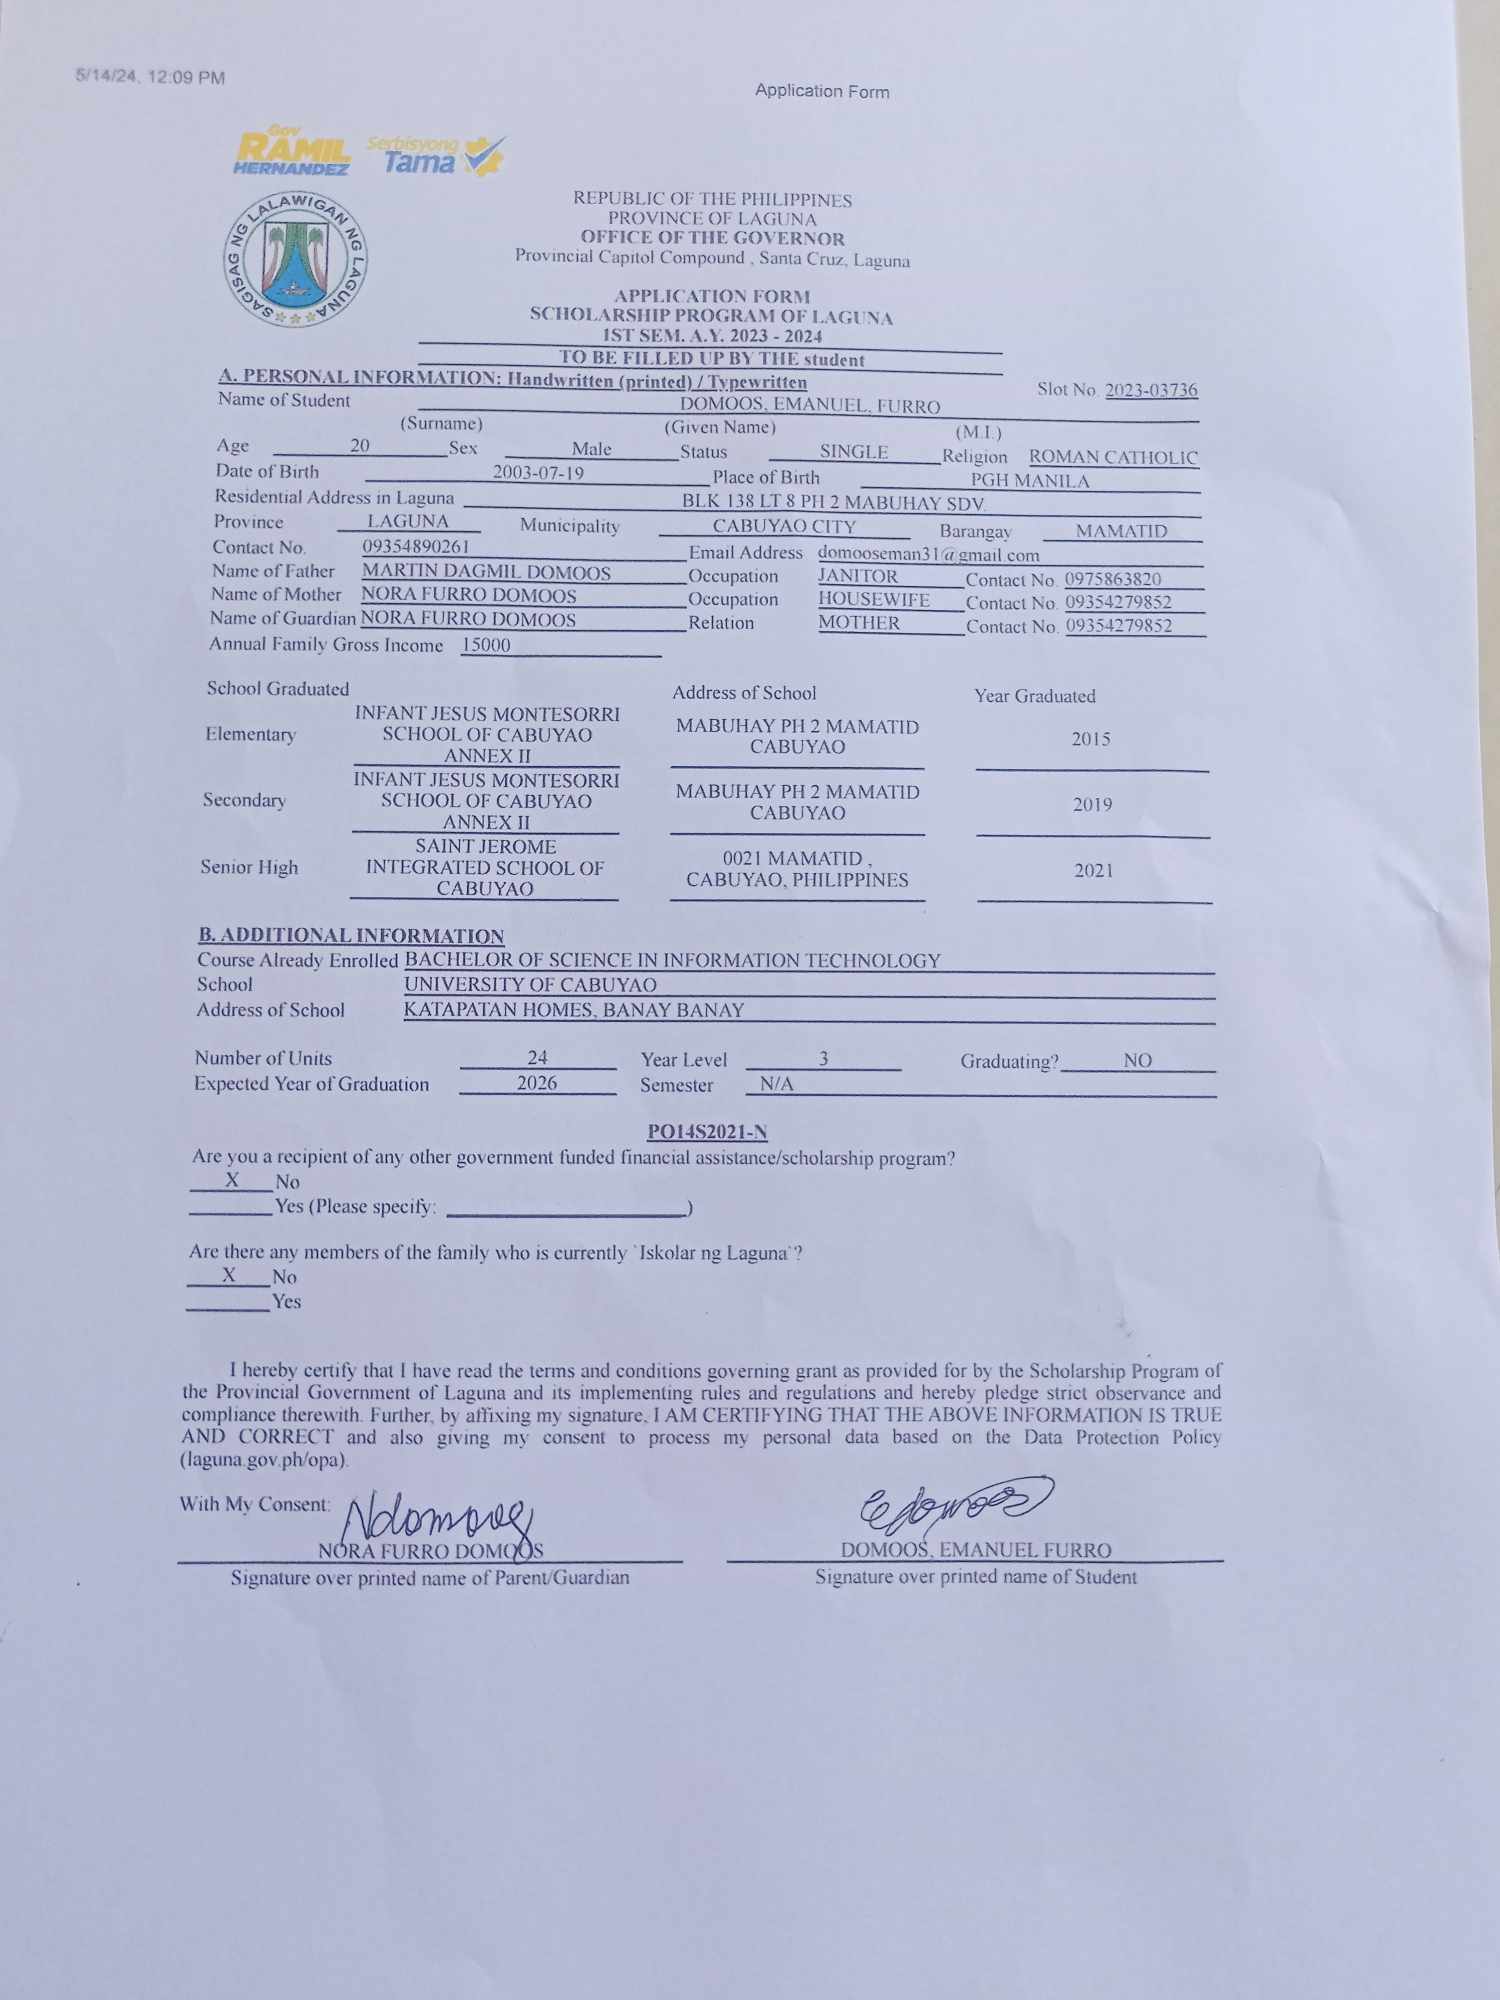 5/14/24, 12:09 PM
Application Form
Gov RAMIL HERNANDEZ Serbisyong Tama
SAGISAG NG LALAWIGAN NG LAGUNA
REPUBLIC OF THE PHILIPPINES
PROVINCE OF LAGUNA
OFFICE OF THE GOVERNOR
Provincial Capitol Compound , Santa Cruz, Laguna
APPLICATION FORM
SCHOLARSHIP PROGRAM OF LAGUNA
1ST SEM. A.Y. 2023 - 2024
TO BE FILLED UP BY THE student
A. PERSONAL INFORMATION: Handwritten (printed) / Typewritten
Slot No. 2023-03736
Name of Student DOMOOS, EMANUEL, FURRO
(Surname) (Given Name) (M.I.)
Age 20 Sex Male Status SINGLE Religion ROMAN CATHOLIC
Date of Birth 2003-07-19 Place of Birth PGH MANILA
Residential Address in Laguna BLK 138 LT 8 PH 2 MABUHAY SDV.
Province LAGUNA Municipality CABUYAO CITY Barangay MAMATID
Contact No. 09354890261 Email Address domooseman31@gmail.com
Name of Father MARTIN DAGMIL DOMOOS Occupation JANITOR Contact No. 0975863820
Name of Mother NORA FURRO DOMOOS Occupation HOUSEWIFE Contact No. 09354279852
Name of Guardian NORA FURRO DOMOOS Relation MOTHER Contact No. 09354279852
Annual Family Gross Income 15000
School Graduated Address of School Year Graduated
Elementary INFANT JESUS MONTESORRI SCHOOL OF CABUYAO ANNEX II MABUHAY PH 2 MAMATID CABUYAO 2015
Secondary INFANT JESUS MONTESORRI SCHOOL OF CABUYAO ANNEX II MABUHAY PH 2 MAMATID CABUYAO 2019
Senior High SAINT JEROME INTEGRATED SCHOOL OF CABUYAO 0021 MAMATID , CABUYAO, PHILIPPINES 2021
B. ADDITIONAL INFORMATION
Course Already Enrolled BACHELOR OF SCIENCE IN INFORMATION TECHNOLOGY
School UNIVERSITY OF CABUYAO
Address of School KATAPATAN HOMES, BANAY BANAY
Number of Units 24 Year Level 3 Graduating? NO
Expected Year of Graduation 2026 Semester N/A
PO14S2021-N
Are you a recipient of any other government funded financial assistance/scholarship program?
X No
Yes (Please specify: )
Are there any members of the family who is currently `Iskolar ng Laguna`?
X No
Yes
I hereby certify that I have read the terms and conditions governing grant as provided for by the Scholarship Program of
the Provincial Government of Laguna and its implementing rules and regulations and hereby pledge strict observance and
compliance therewith. Further, by affixing my signature, I AM CERTIFYING THAT THE ABOVE INFORMATION IS TRUE
AND CORRECT and also giving my consent to process my personal data based on the Data Protection Policy
(laguna.gov.ph/opa).
With My Consent: Ndomoos edomoos
NORA FURRO DOMOOS DOMOOS, EMANUEL FURRO
Signature over printed name of Parent/Guardian Signature over printed name of Student